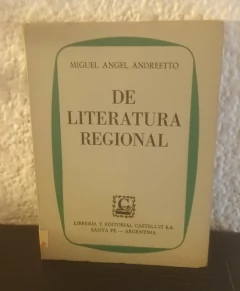 MIGUEL ANGEL ANDREETTO
DE
LITERATURA
REGIONAL
C
LIBRERIA Y EDITORIAL CASTELLVI S.A.
SANTA FE — ARGENTINA